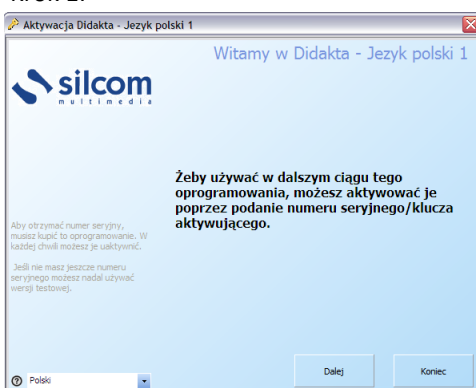 Aktywacja Didakta - Jezyk polski 1
Witamy w Didakta - Jezyk polski 1
silcom
multimedia
Żeby używać w dalszym ciągu tego
oprogramowania, możesz aktywować je
poprzez podanie numeru seryjnego/klucza
aktywującego.
Aby otrzymać numer seryjny,
musisz kupić to oprogramowanie. W
każdej chwili możesz je uaktywnić.
Jeśli nie masz jeszcze numeru
seryjnego możesz nadal używać
wersji testowej.
Polski
Dalej
Koniec